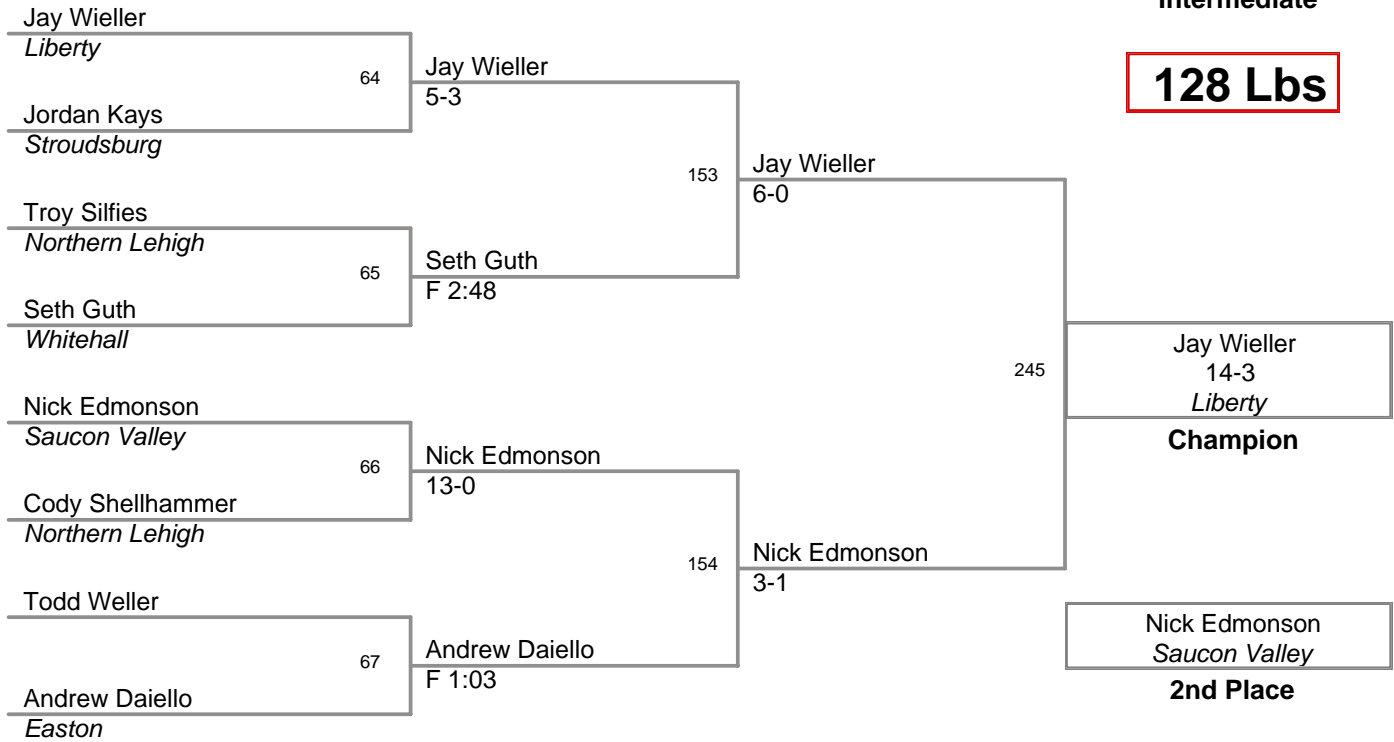 Intermediate
128 Lbs
Jay Wieller
Liberty
64
Jordan Kays
Stroudsburg
Jay Wieller
5-3
Troy Silfies
Northern Lehigh
65
Seth Guth
Whitehall
Seth Guth
F 2:48
153
Jay Wieller
6-0
Nick Edmonson
Saucon Valley
66
Cody Shellhammer
Northern Lehigh
Nick Edmonson
13-0
Todd Weller
67
Andrew Daiello
Easton
Andrew Daiello
F 1:03
154
Nick Edmonson
3-1
245
Jay Wieller
14-3
Liberty
Champion
Nick Edmonson
Saucon Valley
2nd Place